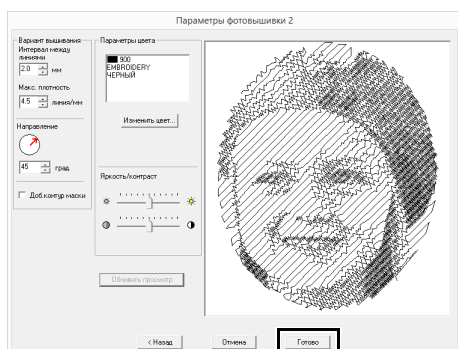 Параметры фотовышивки 2
Вариант вышивания
Интервал между
линиями
2.0 мм
Макс. плотность
4.5 линия/мм
Направление
45 град.
Доб.контур маски
Параметры цвета
900
EMBROIDERY
ЧЕРНЫЙ
Изменить цвет...
Яркость/контраст
Обновить просмотр
< Назад
Отмена
Готово